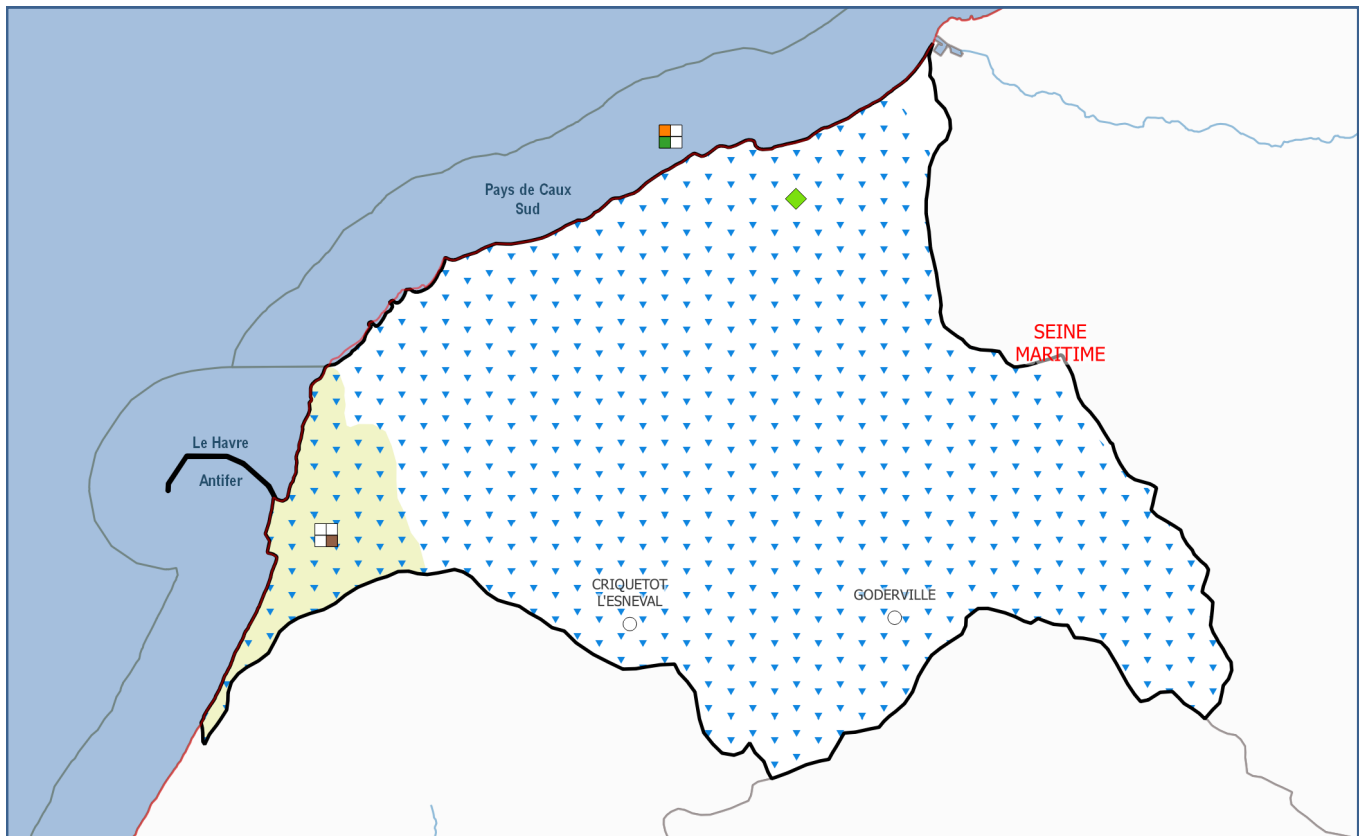 Pays de Caux
Sud
SEINE
MARITIME
Le Havre
Antifer
CRIQUETOT
L'ESNEVAL
GODERVILLE